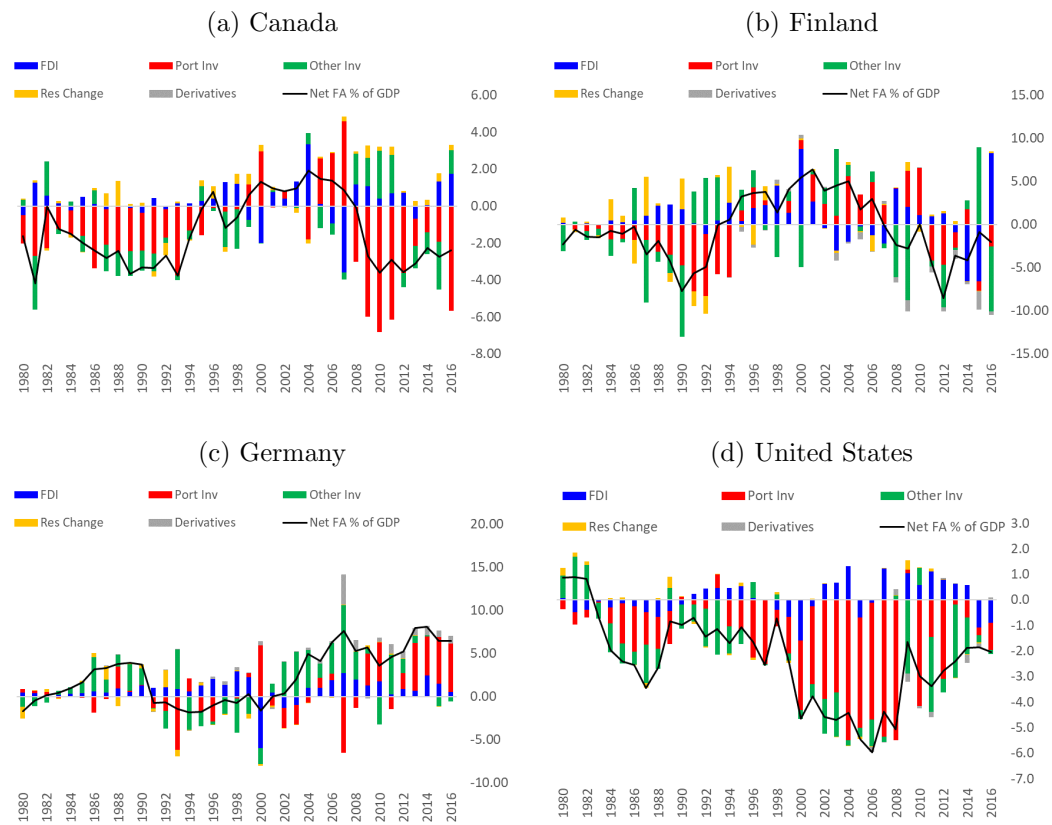 (a) Canada
FDI Port Inv Other Inv
Res Change Derivatives Net FA % of GDP
6.00
4.00
2.00
0.00
-2.00
-4.00
-6.00
-8.00
1980 1982 1984 1986 1988 1990 1992 1994 1996 1998 2000 2002 2004 2006 2008 2010 2012 2014 2016
(b) Finland
FDI Port Inv Other Inv
Res Change Derivatives Net FA % of GDP
15.00
10.00
5.00
0.00
-5.00
-10.00
-15.00
1980 1982 1984 1986 1988 1990 1992 1994 1996 1998 2000 2002 2004 2006 2008 2010 2012 2014 2016
(c) Germany
FDI Port Inv Other Inv
Res Change Derivatives Net FA % of GDP
20.00
15.00
10.00
5.00
0.00
-5.00
-10.00
1980 1982 1984 1986 1988 1990 1992 1994 1996 1998 2000 2002 2004 2006 2008 2010 2012 2014 2016
(d) United States
FDI Port Inv Other Inv
Res Change Derivatives Net FA % of GDP
3.0
2.0
1.0
0.0
-1.0
-2.0
-3.0
-4.0
-5.0
-6.0
-7.0
1980 1982 1984 1986 1988 1990 1992 1994 1996 1998 2000 2002 2004 2006 2008 2010 2012 2014 2016